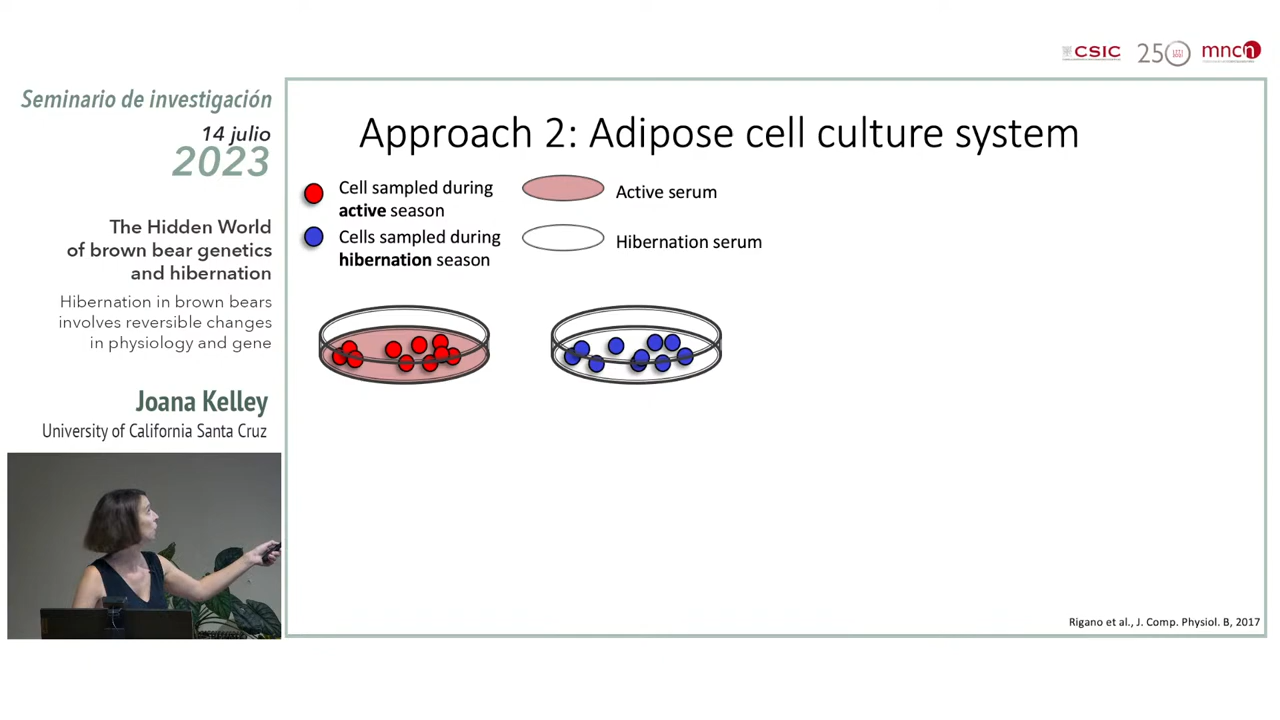 CSIC
250
mncn
Seminario de investigación
14 julio
2023
The Hidden World
of brown bear genetics
and hibernation
Hibernation in brown bears
involves reversible changes
in physiology and gene
Joana Kelley
University of California Santa Cruz
Approach 2: Adipose cell culture system
Cell sampled during
active season
Cells sampled during
hibernation season
Active serum
Hibernation serum
Rigano et al., J. Comp. Physiol. B, 2017